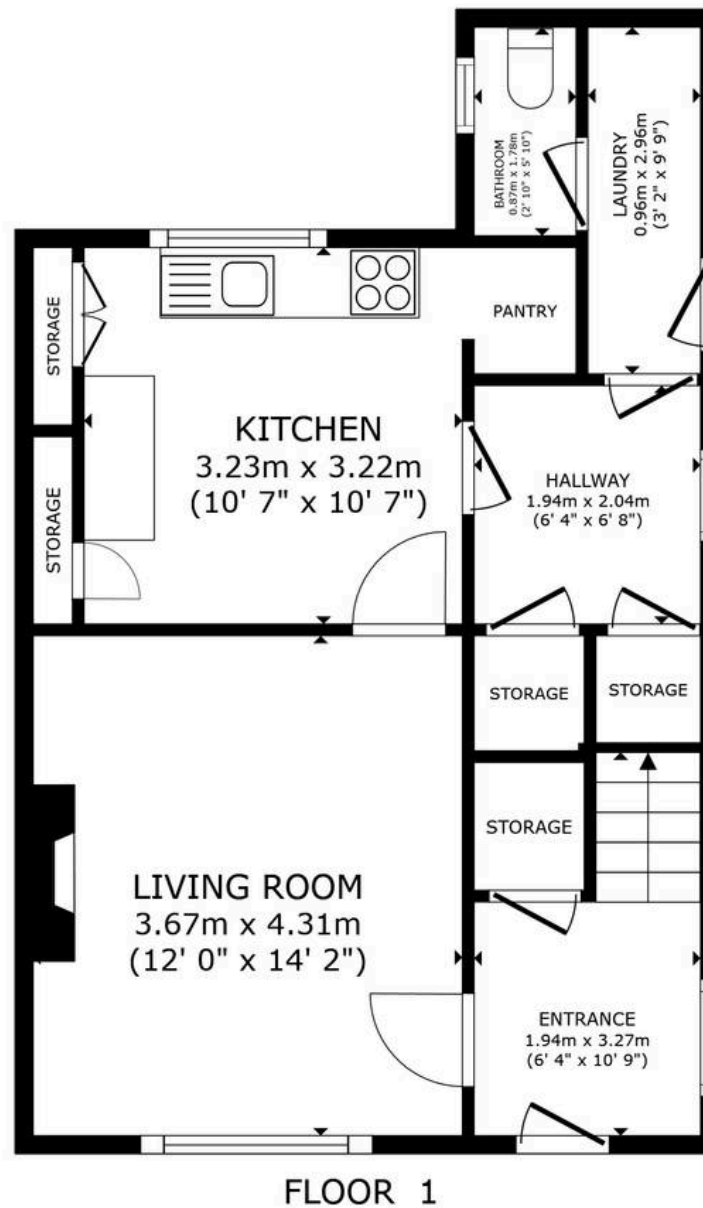 BATHROOM
0.87m x 1.78m
(2' 10" x 5' 10")
LAUNDRY
0.96m x 2.96m
(3' 2" x 9' 9")
STORAGE
PANTRY
KITCHEN
3.23m x 3.22m
(10' 7" x 10' 7")
STORAGE
HALLWAY
1.94m x 2.04m
(6' 4" x 6' 8")
STORAGE
STORAGE
STORAGE
LIVING ROOM
3.67m x 4.31m
(12' 0" x 14' 2")
ENTRANCE
1.94m x 3.27m
(6' 4" x 10' 9")
FLOOR 1